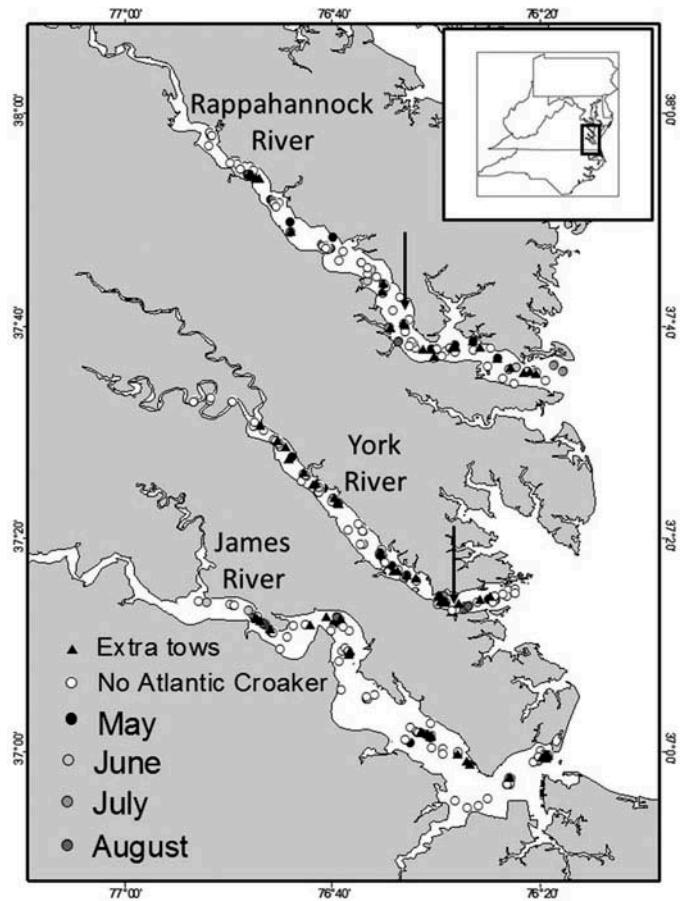 77°00' 76°40' 76°20'
38°00'
38°00'
Rappahannock
River
37°40'
37°40'
York
River
37°20'
37°20'
James
River
Extra tows
No Atlantic Croaker
May
June
July
August
37°00'
37°00'
77°00' 76°40' 76°20'